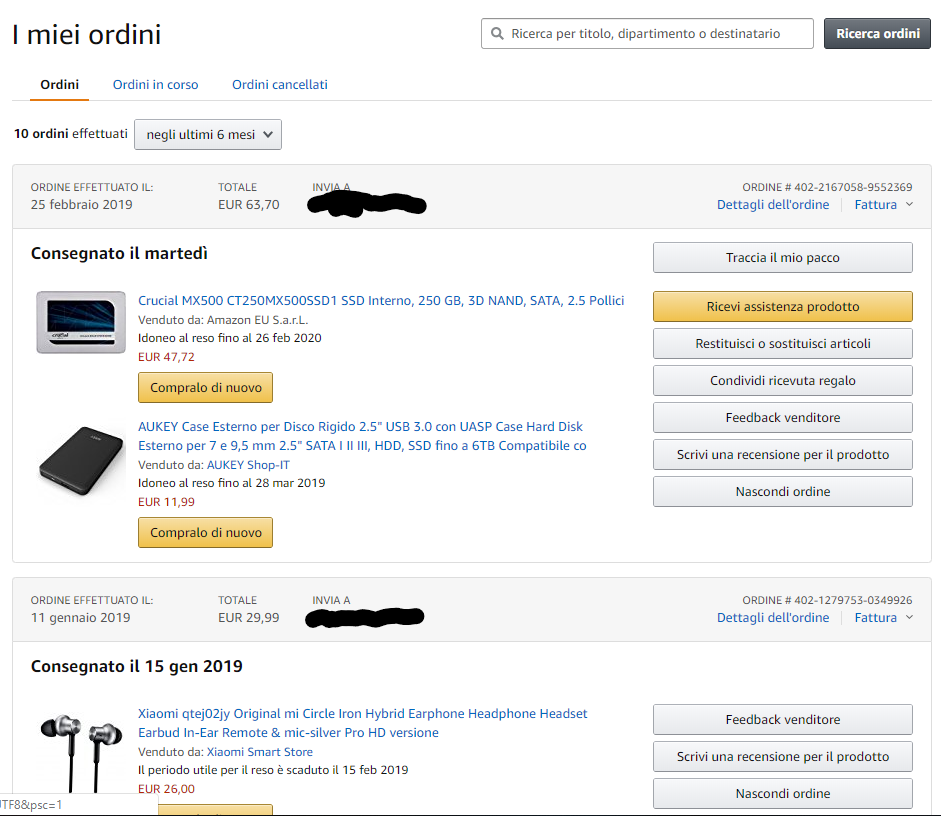 I miei ordini
Ricerca per titolo, dipartimento o destinatario
Ricerca ordini
Ordini
Ordini in corso
Ordini cancellati
10 ordini effettuati
negli ultimi 6 mesi
ORDINE EFFETTUATO IL:
25 febbraio 2019
TOTALE
EUR 63,70
INVIA A
ORDINE # 402-2167058-9552369
Dettagli dell'ordine
Fattura
Consegnato il martedì
Crucial MX500 CT250MX500SSD1 SSD Interno, 250 GB, 3D NAND, SATA, 2.5 Pollici
Venduto da: Amazon EU S.a.r.L.
Idoneo al reso fino al 26 feb 2020
EUR 47,72
Compralo di nuovo
AUKEY Case Esterno per Disco Rigido 2.5" USB 3.0 con UASP Case Hard Disk
Esterno per 7 e 9,5 mm 2.5" SATA I II III, HDD, SSD fino a 6TB Compatibile co
Venduto da: AUKEY Shop-IT
Idoneo al reso fino al 28 mar 2019
EUR 11,99
Compralo di nuovo
Traccia il mio pacco
Ricevi assistenza prodotto
Restituisci o sostituisci articoli
Condividi ricevuta regalo
Feedback venditore
Scrivi una recensione per il prodotto
Nascondi ordine
ORDINE EFFETTUATO IL:
11 gennaio 2019
TOTALE
EUR 29,99
INVIA A
ORDINE # 402-1279753-0349926
Dettagli dell'ordine
Fattura
Consegnato il 15 gen 2019
Xiaomi qtej02jy Original mi Circle Iron Hybrid Earphone Headphone Headset
Earbud In-Ear Remote & mic-silver Pro HD versione
Venduto da: Xiaomi Smart Store
Il periodo utile per il reso è scaduto il 15 feb 2019
EUR 26,00
Feedback venditore
Scrivi una recensione per il prodotto
Nascondi ordine
UTF8&psc=1